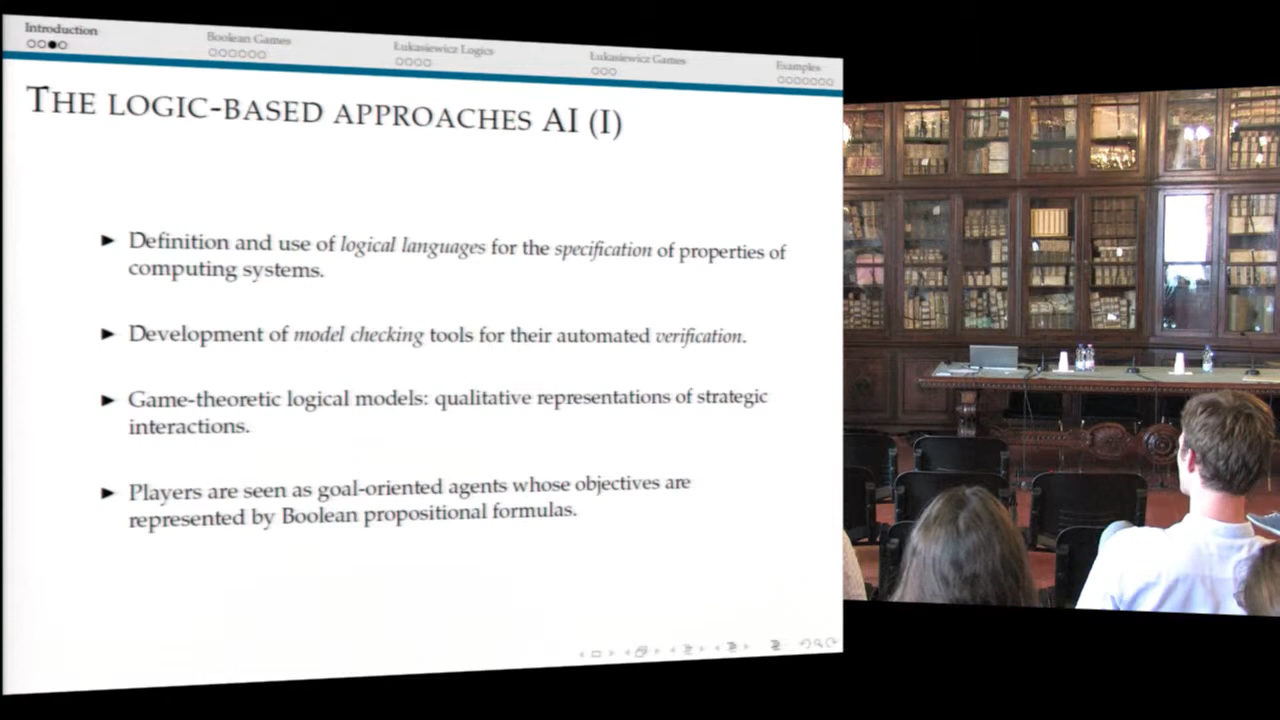 Introduction
Boolean Games
Łukasiewicz Logics
Łukasiewicz Games
Examples
THE LOGIC-BASED APPROACHES AI (I)
► Definition and use of logical languages for the specification of properties of
computing systems.
► Development of model checking tools for their automated verification.
► Game-theoretic logical models: qualitative representations of strategic
interactions.
► Players are seen as goal-oriented agents whose objectives are
represented by Boolean propositional formulas.